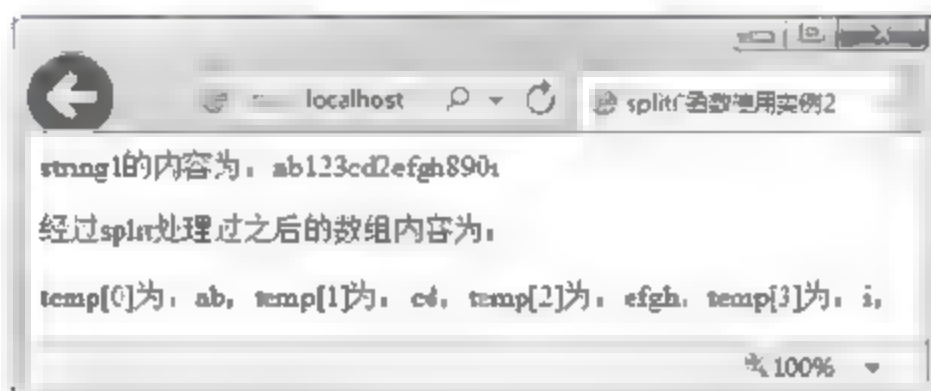 localhost
split()函数使用实例2
string1的内容为：ab123cd2efgh890i
经过split处理过之后的数组内容为：
temp[0]为：ab，temp[1]为：cd，temp[2]为：efgh，temp[3]为：i，
100%